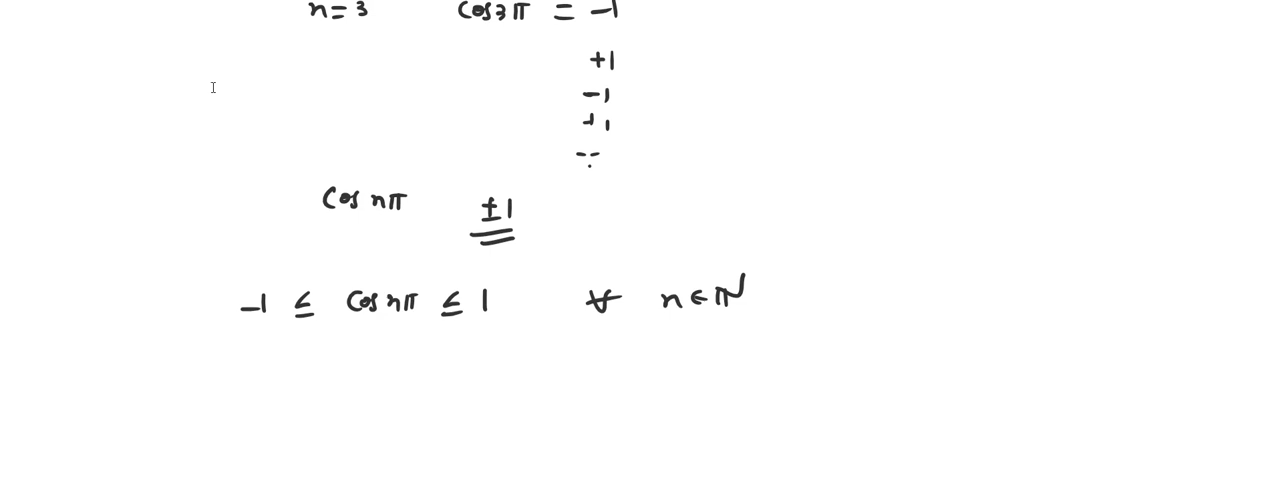 n = 3 cos 3π = -1
+1
-1
+1
cos nπ ±1
-1 ≤ cos nπ ≤ 1 ∀ n ∈ ℕ